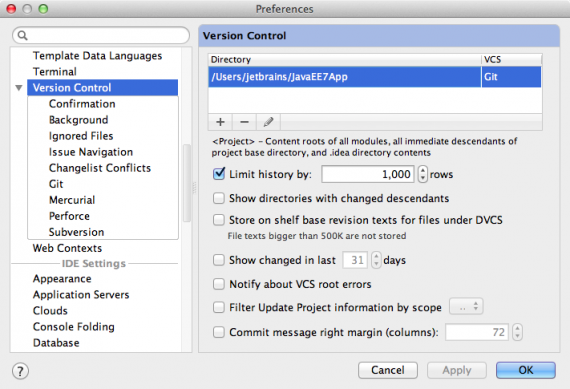 Preferences
Template Data Languages
Terminal
Version Control
Confirmation
Background
Ignored Files
Issue Navigation
Changelist Conflicts
Git
Mercurial
Perforce
Subversion
Web Contexts
IDE Settings
Appearance
Application Servers
Clouds
Console Folding
Database
?
Version Control
Directory VCS
/Users/jetbrains/JavaEE7App Git
+ −
<Project> - Content roots of all modules, all immediate descendants of
project base directory, and .idea directory contents
Limit history by: 1,000 rows
Show directories with changed descendants
Store on shelf base revision texts for files under DVCS
File texts bigger than 500K are not stored
Show changed in last 31 days
Notify about VCS root errors
Filter Update Project information by scope ..
Commit message right margin (columns): 72
Cancel Apply OK